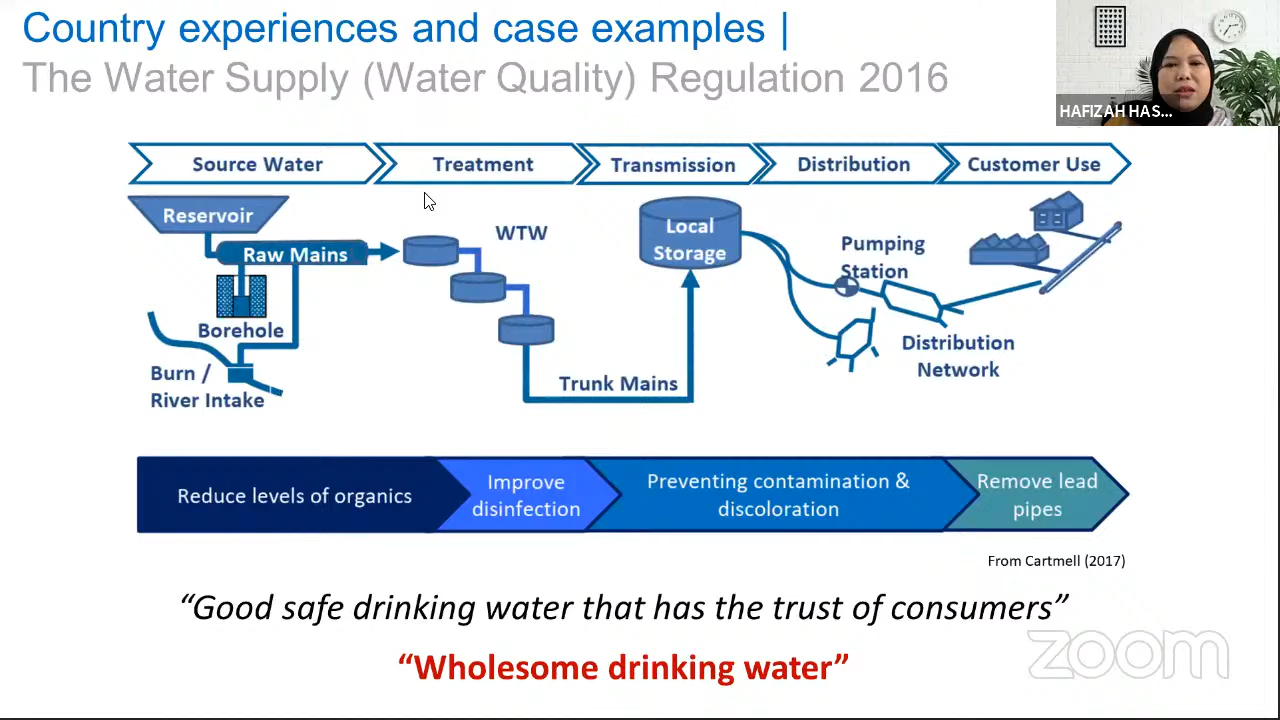 Country experiences and case examples |
The Water Supply (Water Quality) Regulation 2016
HAFIZAH HAS...
Source Water
Treatment
Transmission
Distribution
Customer Use
Reservoir
Raw Mains
Borehole
Burn /
River Intake
WTW
Trunk Mains
Local
Storage
Pumping
Station
Distribution
Network
Reduce levels of organics
Improve
disinfection
Preventing contamination &
discoloration
Remove lead
pipes
From Cartmell (2017)
“Good safe drinking water that has the trust of consumers”
“Wholesome drinking water”
zoom